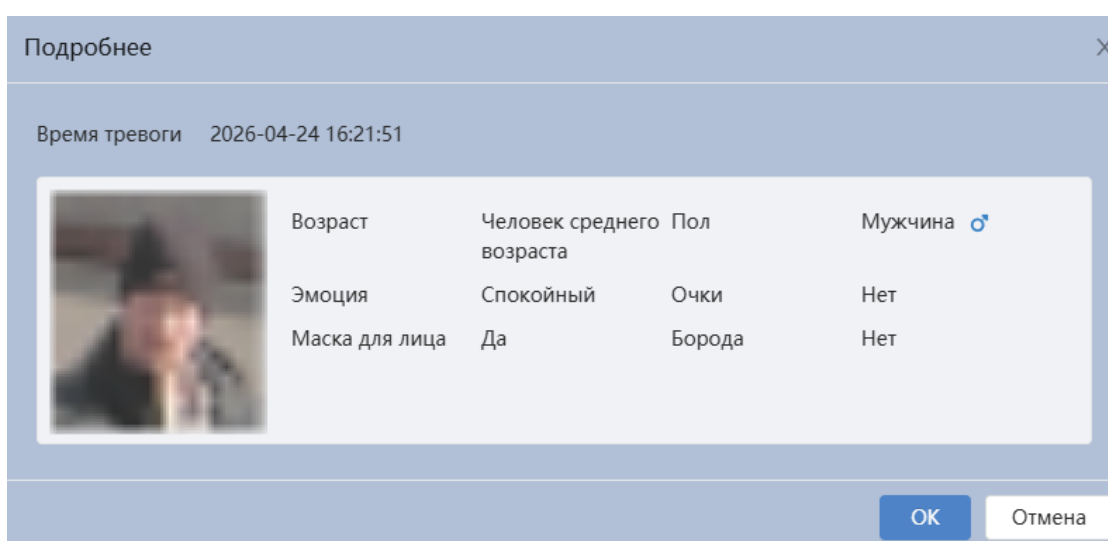 Подробнее
Время тревоги 2026-04-24 16:21:51
Возраст Человек среднего возраста Пол Мужчина
Эмоция Спокойный Очки Нет
Маска для лица Да Борода Нет
OK Отмена